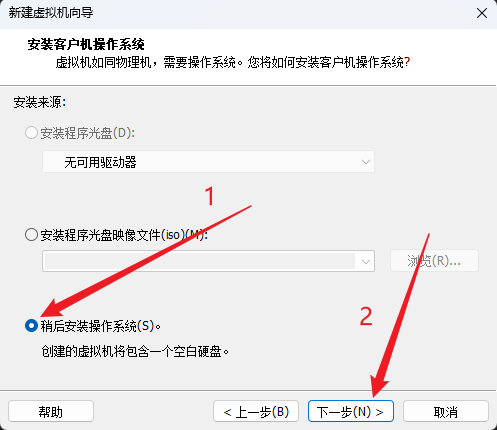 新建虚拟机向导
安装客户机操作系统
虚拟机如同物理机，需要操作系统。您将如何安装客户机操作系统?
安装来源:
安装程序光盘(D):
无可用驱动器
1
安装程序光盘映像文件(iso)(M):
浏览(R)...
稍后安装操作系统(S)。
2
创建的虚拟机将包含一个空白硬盘。
帮助
< 上一步(B)
下一步(N) >
取消